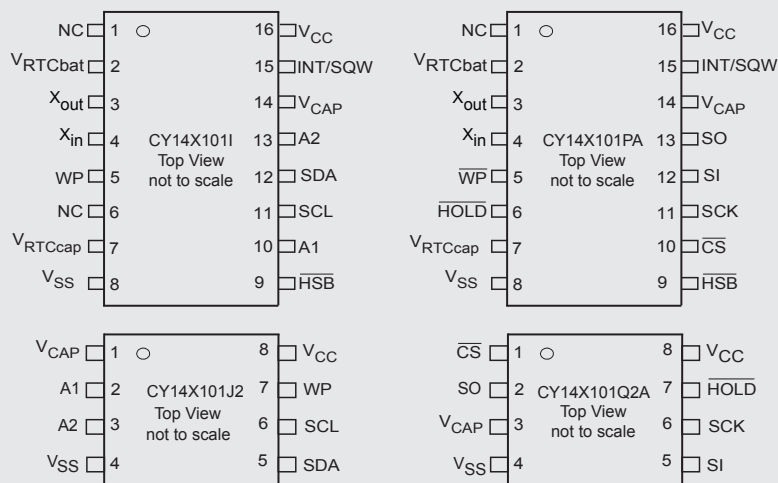 NC 1 16 VCC
VRTCbat 2 15 INT/SQW
Xout 3 14 VCAP
Xin 4 13 A2
WP 5 12 SDA
NC 6 11 SCL
VRTCcap 7 10 A1
VSS 8 9 HSB
CY14X101I
Top View
not to scale
NC 1 16 VCC
VRTCbat 2 15 INT/SQW
Xout 3 14 VCAP
Xin 4 13 SO
WP 5 12 SI
HOLD 6 11 SCK
VRTCcap 7 10 CS
VSS 8 9 HSB
CY14X101PA
Top View
not to scale
VCAP 1 8 VCC
A1 2 7 WP
A2 3 6 SCL
VSS 4 5 SDA
CY14X101J2
Top View
not to scale
CS 1 8 VCC
SO 2 7 HOLD
VCAP 3 6 SCK
VSS 4 5 SI
CY14X101Q2A
Top View
not to scale